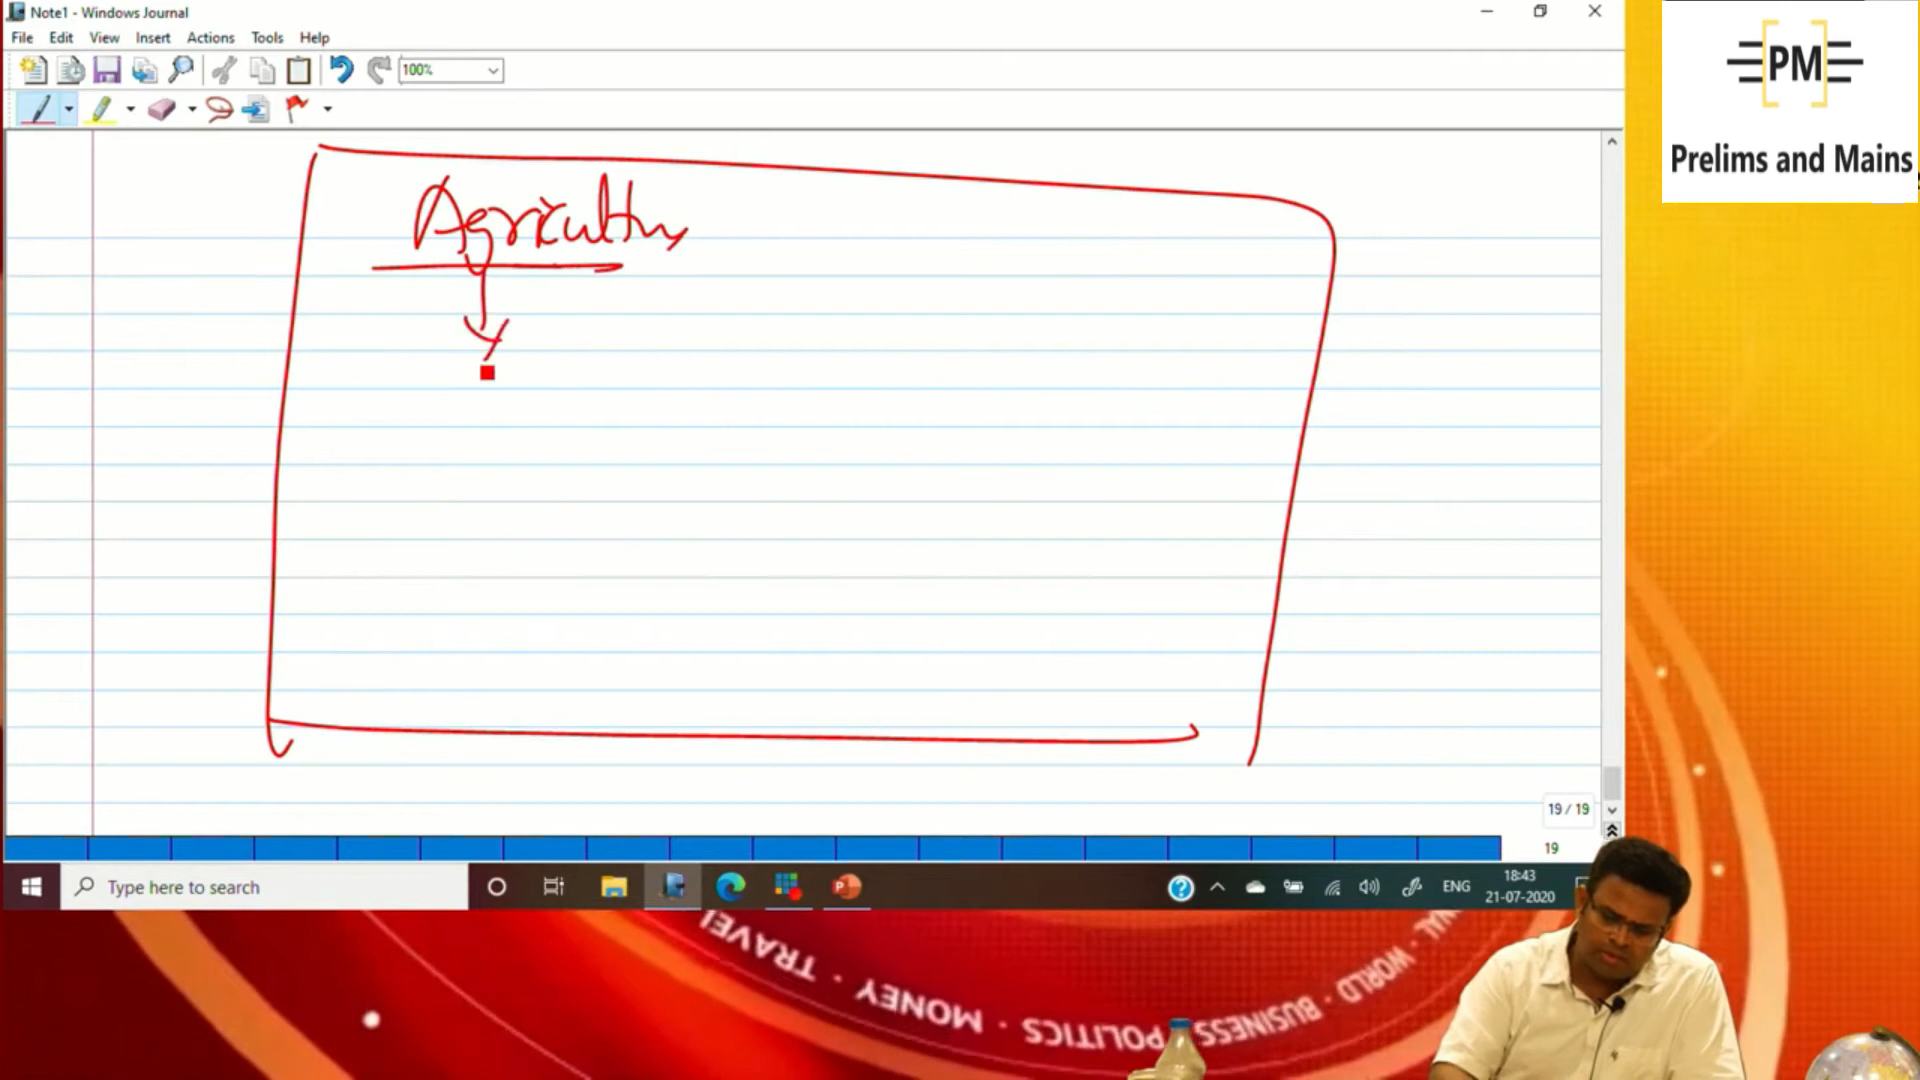 Note1 - Windows Journal
File Edit View Insert Actions Tools Help
100%
PM
Prelims and Mains
Agriculture
19 / 19
19
Type here to search
ENG
18:43
21-07-2020
TRAVEL · MONEY · POLITICS
BUSINESS · WORLD ·